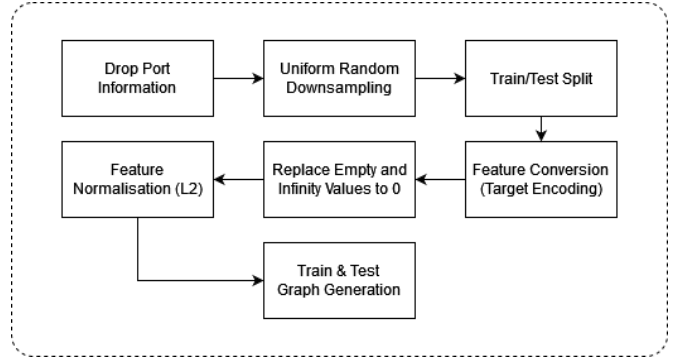 Drop Port
Information
Uniform Random
Downsampling
Train/Test Split
Feature Conversion
(Target Encoding)
Replace Empty and
Infinity Values to 0
Feature
Normalisation (L2)
Train & Test
Graph Generation